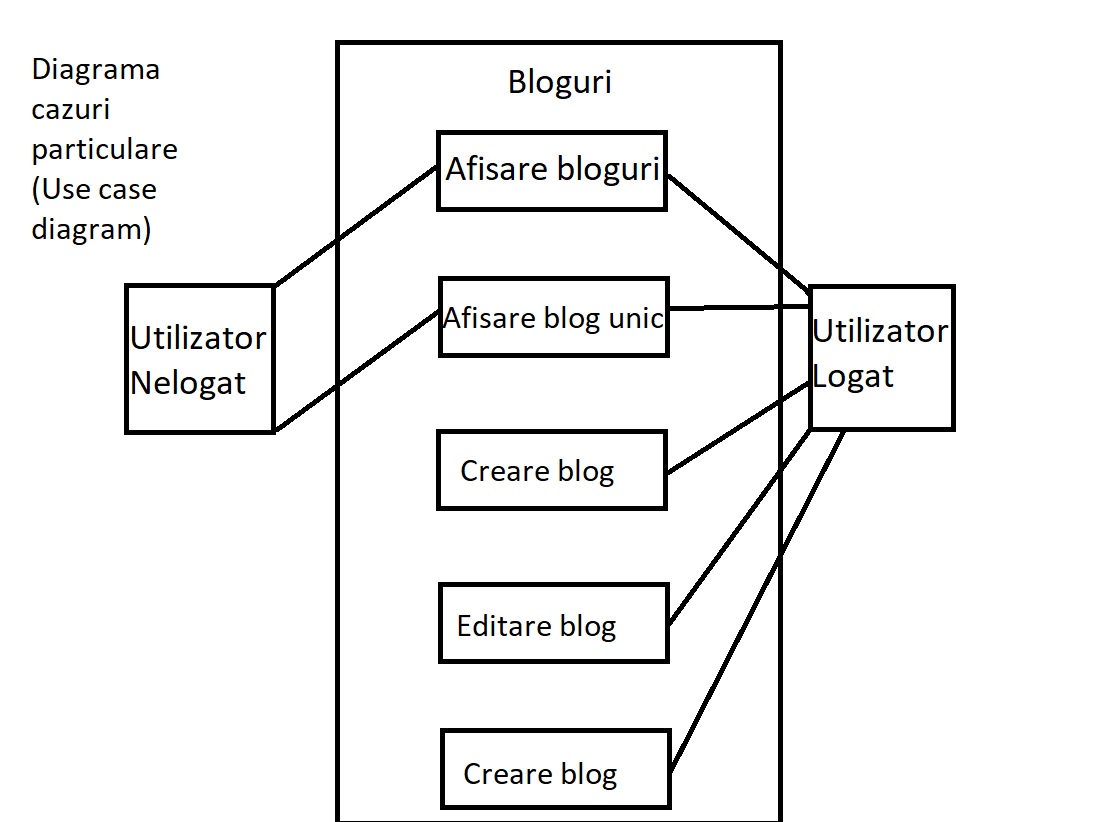 Diagrama
cazuri
particulare
(Use case
diagram)
Bloguri
Afisare bloguri
Utilizator
Nelogat
Afisare blog unic
Utilizator
Logat
Creare blog
Editare blog
Creare blog